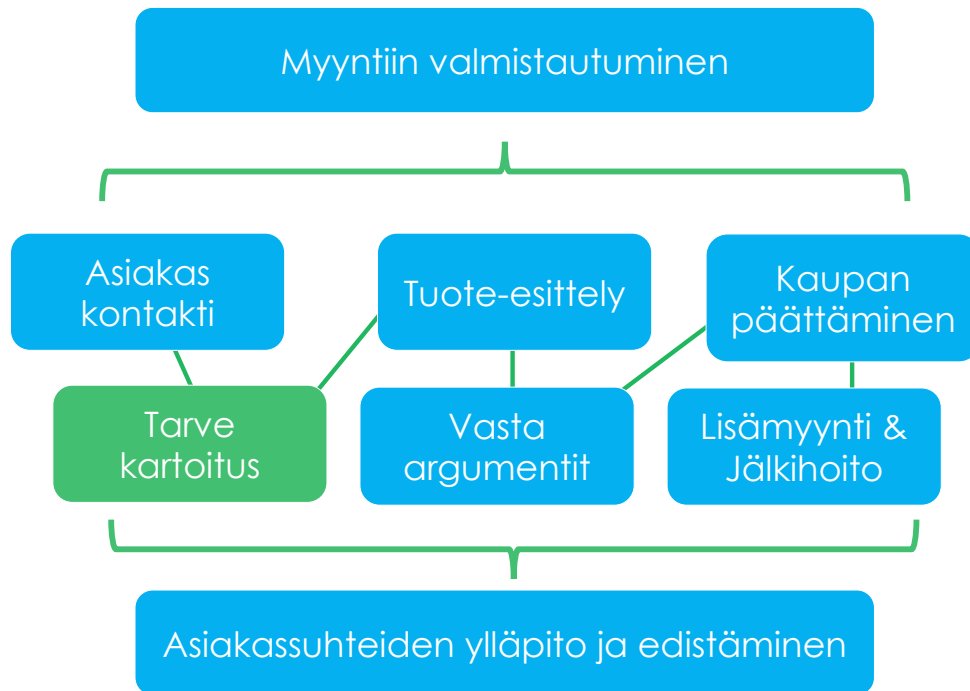 Myyntiin valmistautuminen
Asiakas
kontakti
Tuote-esittely
Kaupan
päättäminen
Tarve
kartoitus
Vasta
argumentit
Lisämyynti &
Jälkihoito
Asiakassuhteiden ylläpito ja edistäminen